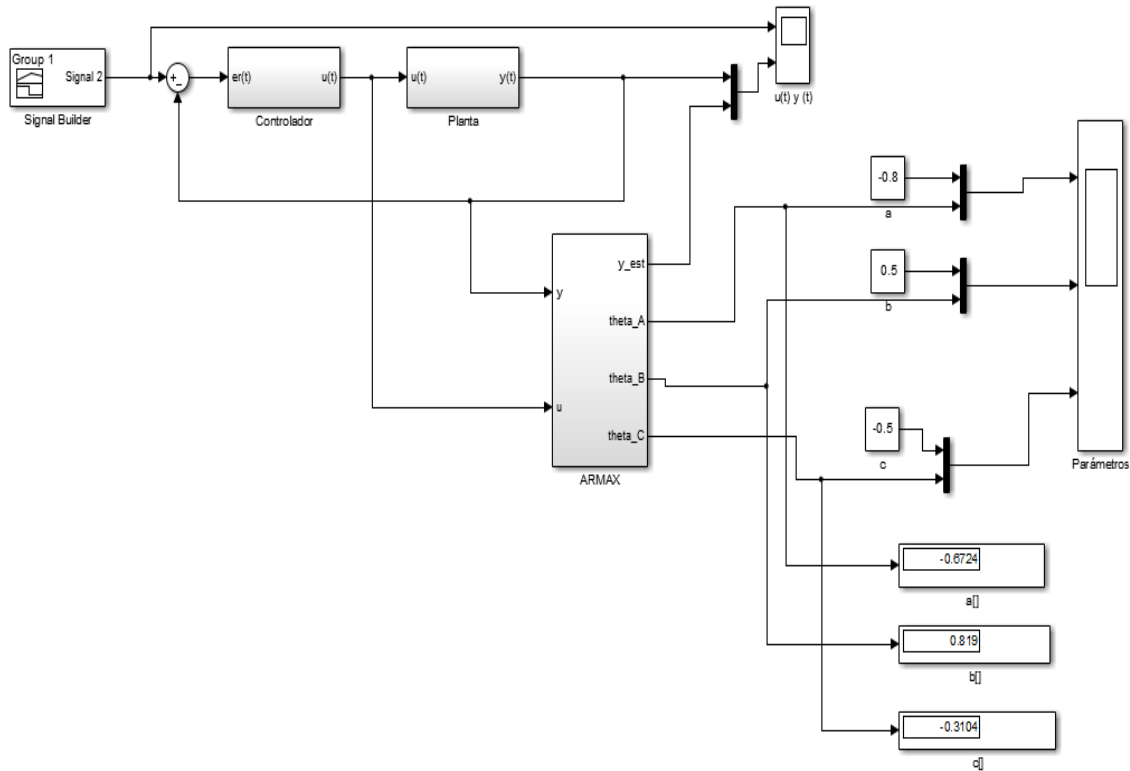 Group 1
Signal 2
Signal Builder
+
-
er(t)
u(t)
Controlador
u(t)
y(t)
Planta
u(t) y (t)
-0.8
a
0.5
b
-0.5
c
Parámetros
y
u
y_est
theta_A
theta_B
theta_C
ARMAX
-0.6724
a[]
0.819
b[]
-0.3104
c[]